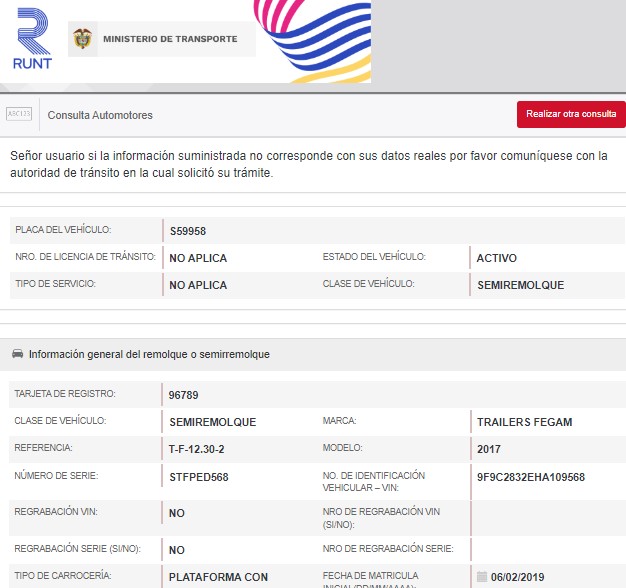 RUNT
MINISTERIO DE TRANSPORTE
ABC123
Consulta Automotores
Realizar otra consulta
Señor usuario si la información suministrada no corresponde con sus datos reales por favor comuníquese con la
autoridad de tránsito en la cual solicitó su trámite.
PLACA DEL VEHÍCULO: S59958
NRO. DE LICENCIA DE TRÁNSITO: NO APLICA ESTADO DEL VEHÍCULO: ACTIVO
TIPO DE SERVICIO: NO APLICA CLASE DE VEHÍCULO: SEMIREMOLQUE
Información general del remolque o semirremolque
TARJETA DE REGISTRO: 96789
CLASE DE VEHÍCULO: SEMIREMOLQUE MARCA: TRAILERS FEGAM
REFERENCIA: T-F-12.30-2 MODELO: 2017
NÚMERO DE SERIE: STFPED568 NO. DE IDENTIFICACIÓN
VEHICULAR – VIN: 9F9C2832EHA109568
REGRABACIÓN VIN: NO NRO DE REGRABACIÓN VIN
(SI/NO):
REGRABACIÓN SERIE (SI/NO): NO NRO DE REGRABACIÓN SERIE:
TIPO DE CARROCERÍA: PLATAFORMA CON FECHA DE MATRICULA 06/02/2019
INICIAL(DD/MM/AAAA):